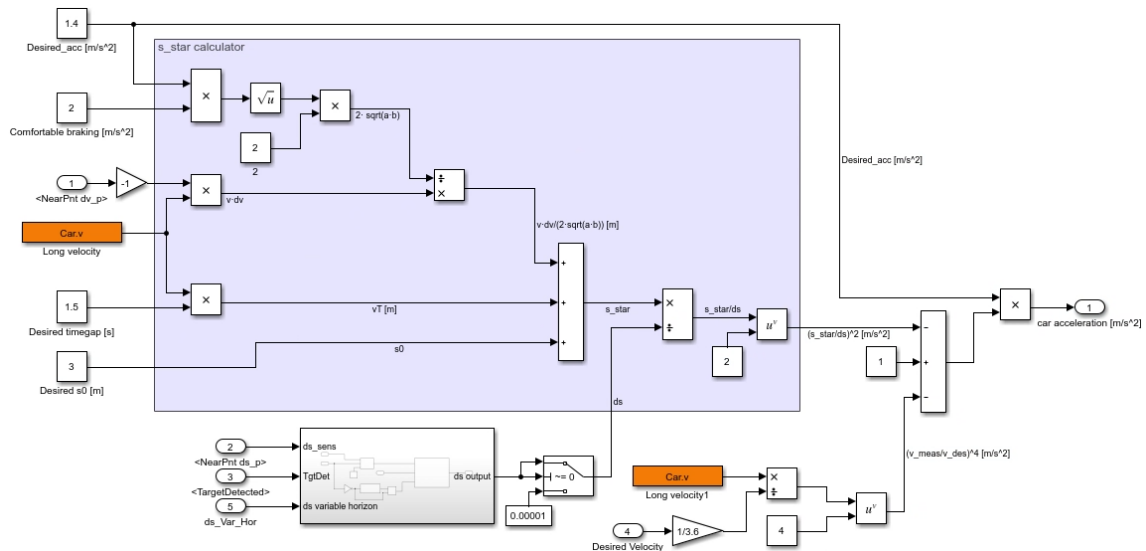 1.4
Desired_acc [m/s^2]
s_star calculator
×
√u
×
2· sqrt(a·b)
2
Comfortable braking [m/s^2]
2
2
Desired_acc [m/s^2]
1
<NearPnt dv_p>
-1
×
v·dv
÷
×
Car.v
Long velocity
v·dv/(2·sqrt(a·b)) [m]
+
1.5
Desired timegap [s]
×
vT [m]
+
s_star
×
÷
s_star/ds
u^v
2
(s_star/ds)^2 [m/s^2]
×
1
car acceleration [m/s^2]
3
Desired s0 [m]
s0
+
1
−
+
−
ds
2
<NearPnt ds_p>
3
<TargetDetected>
5
ds_Var_Hor
ds_sens
TgtDet
ds variable horizon
ds output
~= 0
0.00001
Car.v
Long velocity1
×
÷
(v_meas/v_des)^4 [m/s^2]
4
Desired Velocity
1/3.6
4
u^v